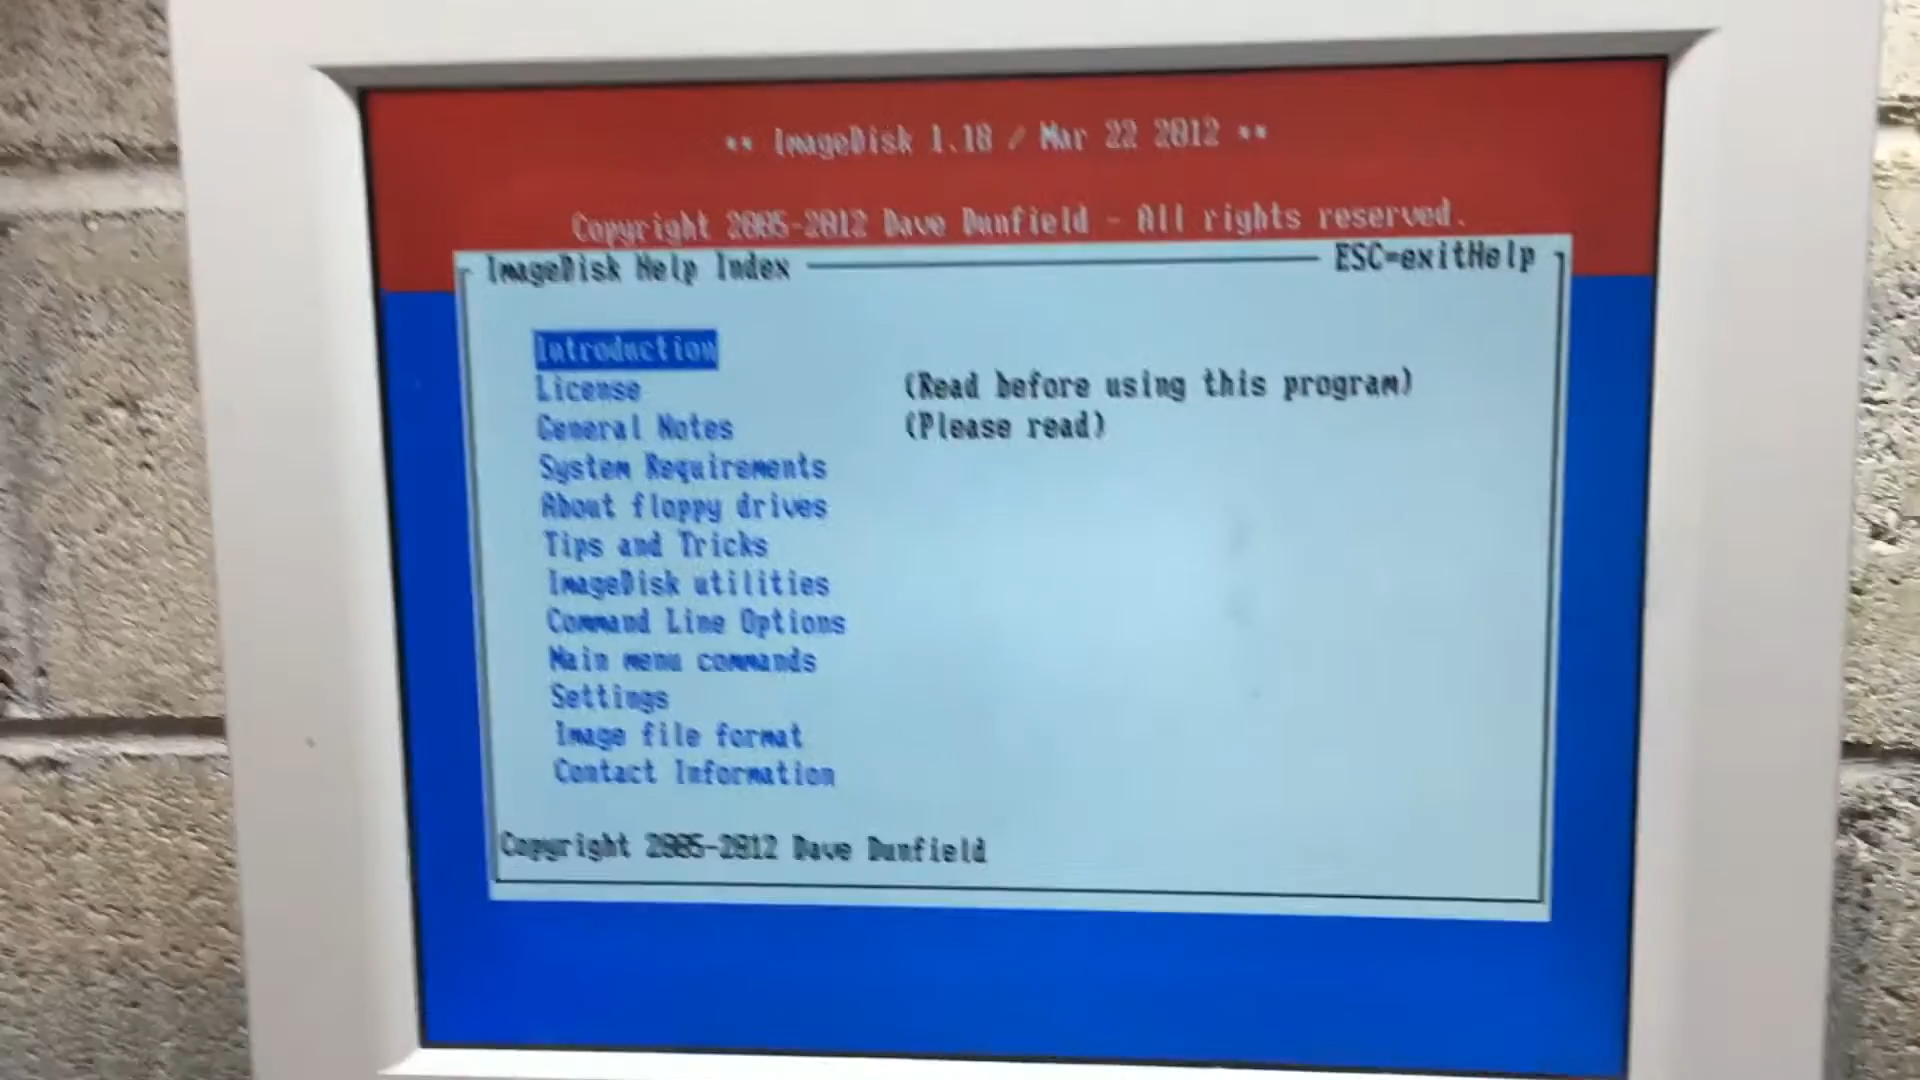 ** ImageDisk 1.18 / Mar 22 2012 **
Copyright 2005-2012 Dave Dunfield - All rights reserved.
ImageDisk Help Index ESC=exitHelp
Introduction
License (Read before using this program)
General Notes (Please read)
System Requirements
About floppy drives
Tips and Tricks
ImageDisk utilities
Command Line Options
Main menu commands
Settings
Image file format
Contact Information
Copyright 2005-2012 Dave Dunfield